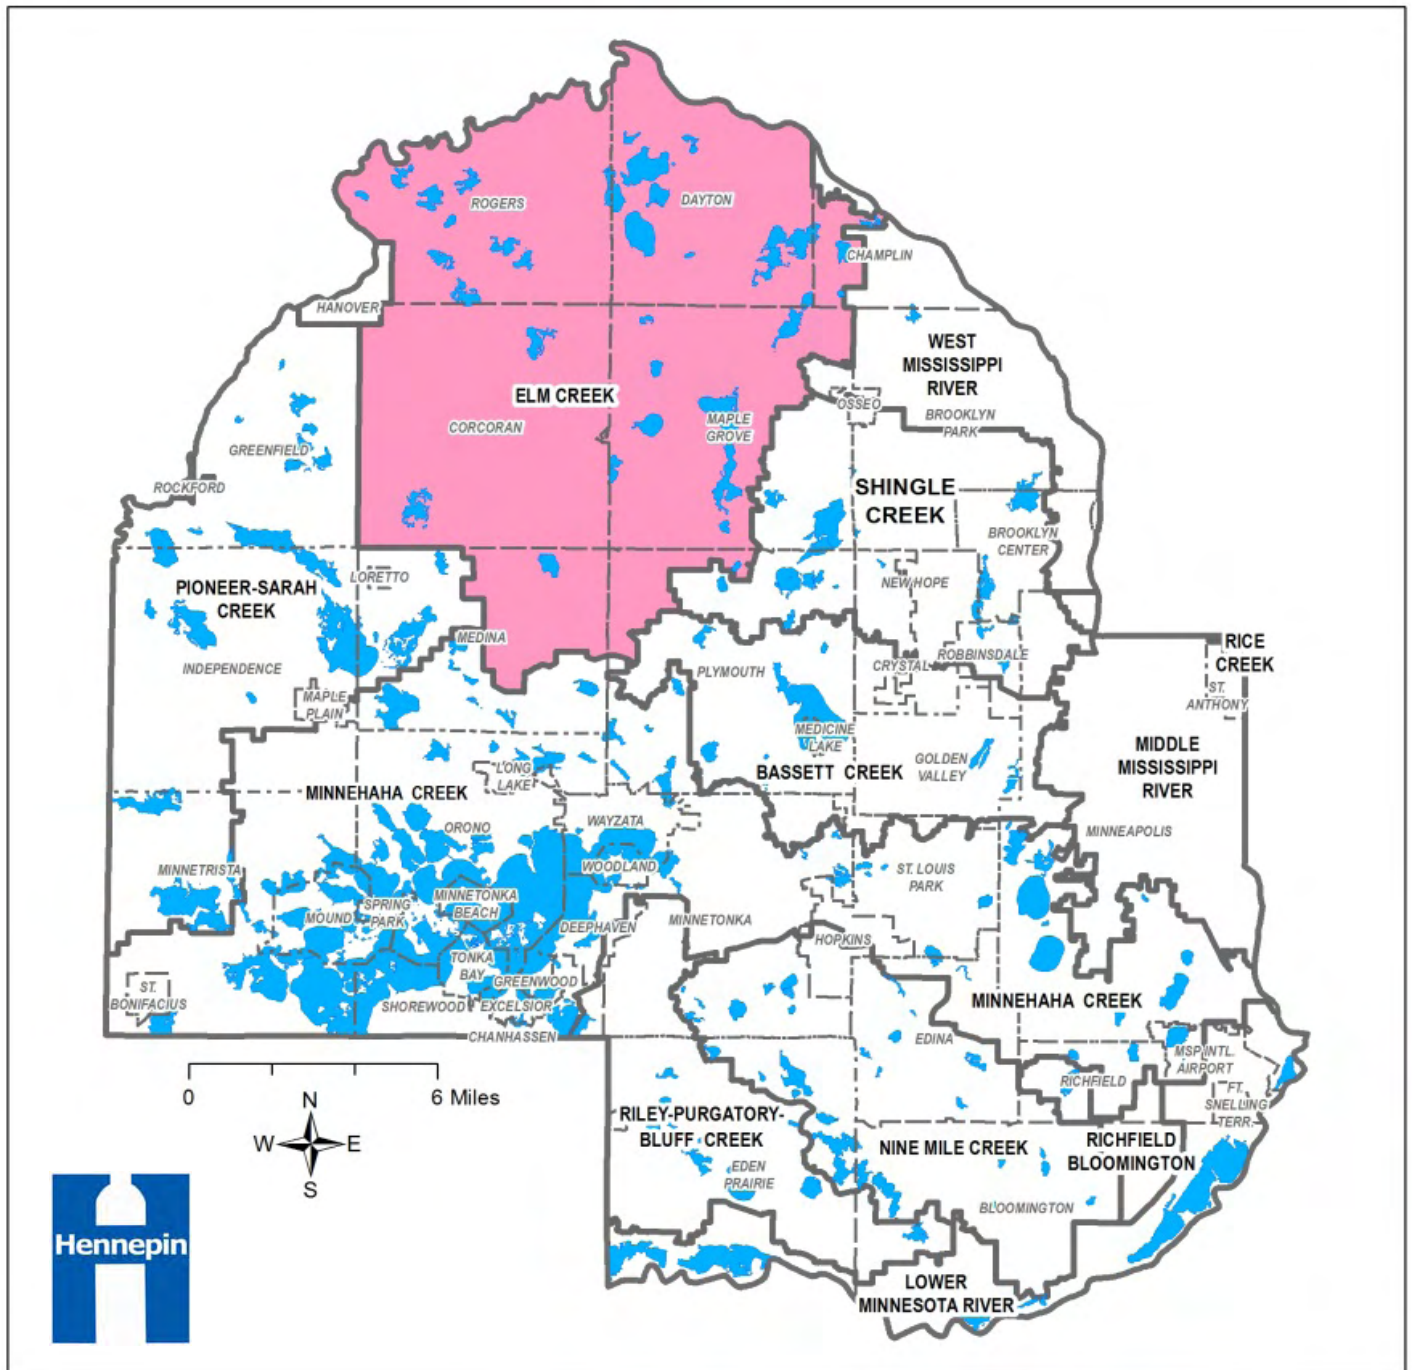 ROGERS
DAYTON
CHAMPLIN
HANOVER
WEST
MISSISSIPPI
RIVER
ELM CREEK
OSSEO
BROOKLYN
PARK
CORCORAN
MAPLE
GROVE
GREENFIELD
ROCKFORD
SHINGLE
CREEK
BROOKLYN
CENTER
LORETTO
PIONEER-SARAH
CREEK
NEW HOPE
MEDINA
INDEPENDENCE
PLYMOUTH
CRYSTAL
ROBBINSDALE
RICE
CREEK
ST.
ANTHONY
MAPLE
PLAIN
MEDICINE
LAKE
GOLDEN
VALLEY
BASSETT CREEK
MIDDLE
MISSISSIPPI
RIVER
LONG
LAKE
MINNEHAHA CREEK
ORONO
WAYZATA
MINNEAPOLIS
MINNETRISTA
WOODLAND
ST. LOUIS
PARK
MINNETONKA
BEACH
SPRING
PARK
MOUND
DEEPHAVEN
MINNETONKA
HOPKINS
TONKA
BAY
GREENWOOD
ST.
BONIFACIUS
SHOREWOOD
EXCELSIOR
MINNEHAHA CREEK
CHANHASSEN
EDINA
MSP INTL.
AIRPORT
RICHFIELD
FT.
SNELLING
TERR.
0
6 Miles
N
W
E
S
RILEY-PURGATORY-
BLUFF CREEK
EDEN
PRAIRIE
NINE MILE CREEK
RICHFIELD
BLOOMINGTON
BLOOMINGTON
Hennepin
LOWER
MINNESOTA RIVER